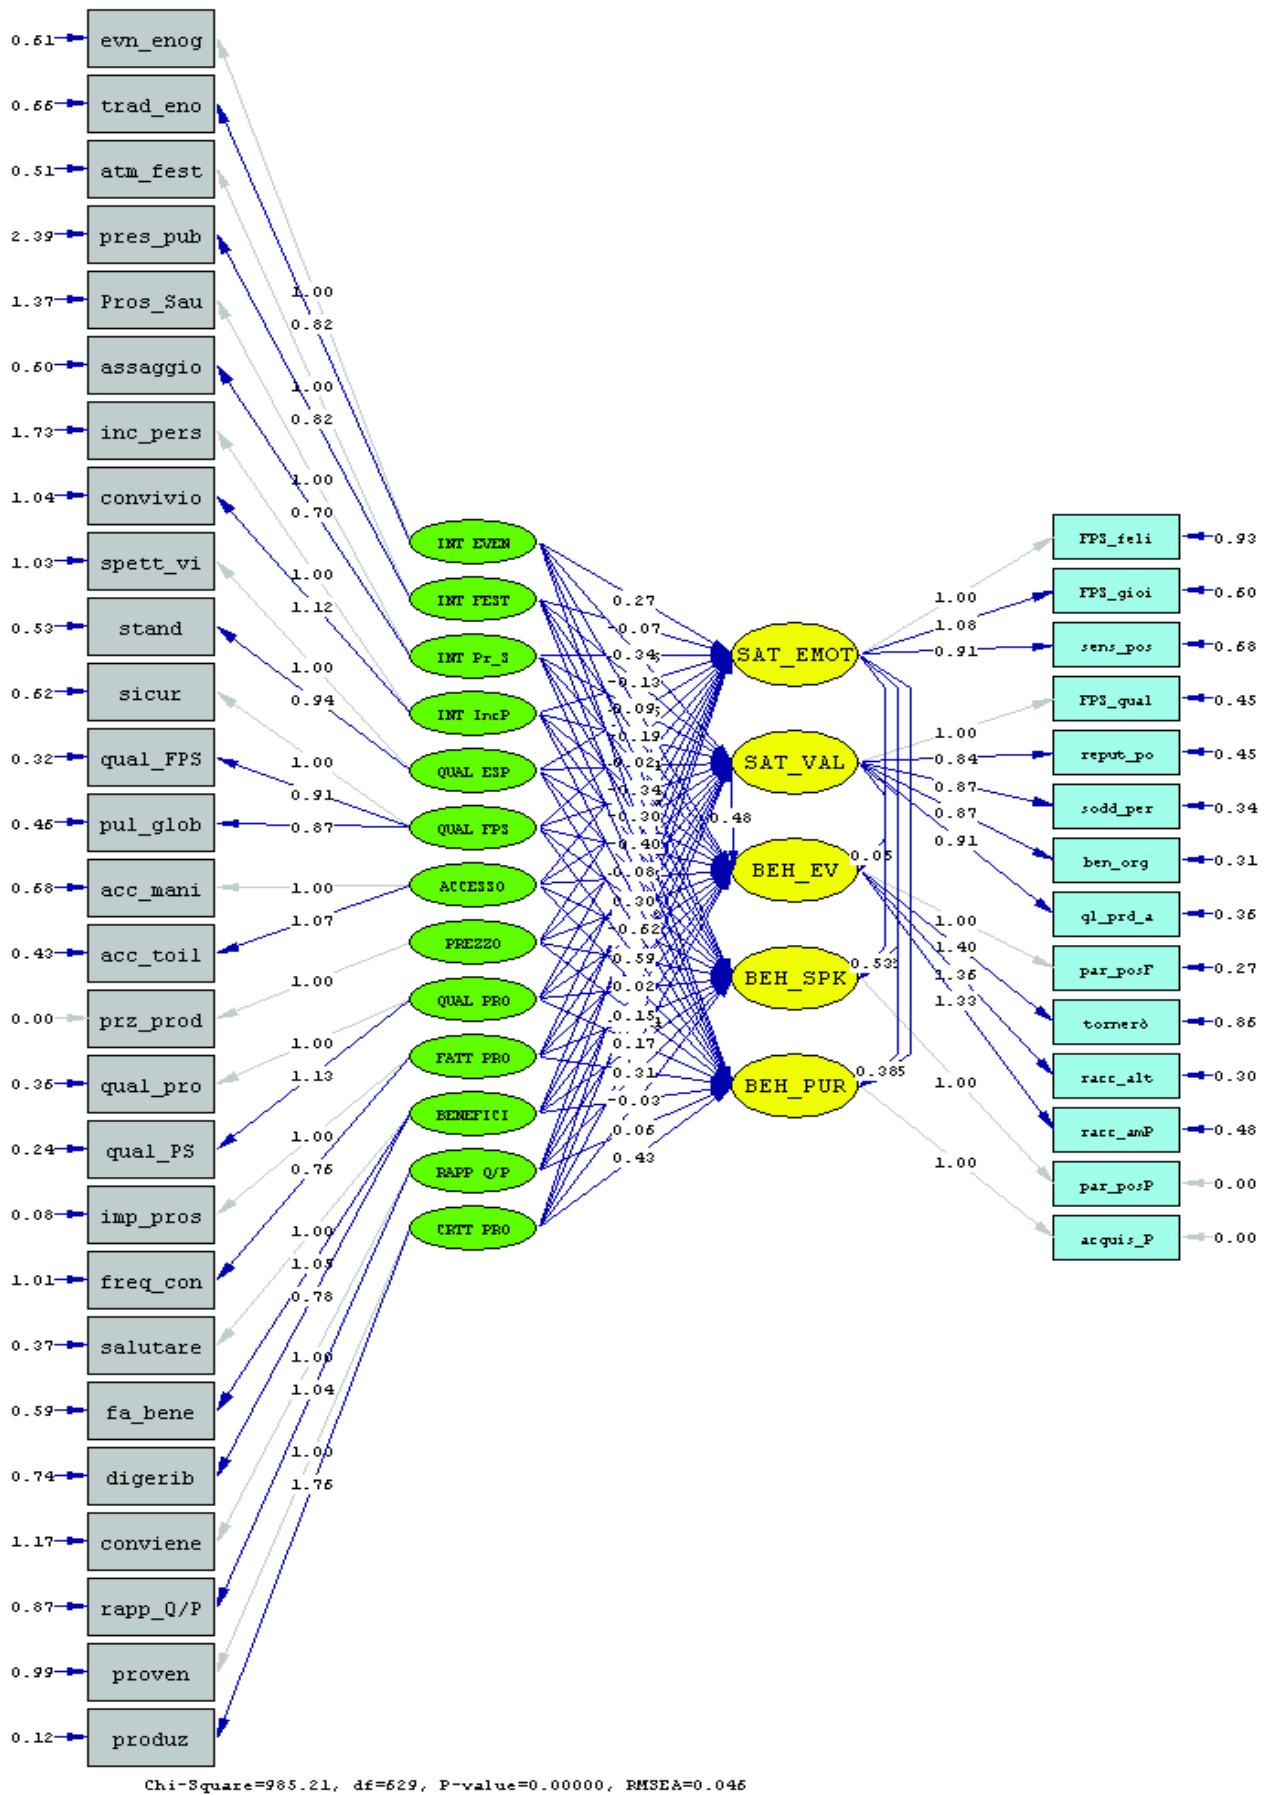 0.61 evn_enog
0.66 trad_eno
0.51 atm_fest
2.39 pres_pub
1.37 Pros_Sau
0.60 assaggio
1.73 inc_pers
1.04 convivio
1.03 spett_vi
0.53 stand
0.62 sicur
0.32 qual_FPS
0.46 pul_glob
0.68 acc_mani
0.43 acc_toil
0.00 prz_prod
0.36 qual_pro
0.24 qual_PS
0.08 imp_pros
1.01 freq_con
0.37 salutare
0.59 fa_bene
0.74 digerib
1.17 conviene
0.87 rapp_Q/P
0.99 proven
0.12 produz
1.00
0.82
1.00
0.82
1.00
0.70
1.00
1.12
1.00
0.94
1.00
0.91
0.87
1.00
1.07
1.00
1.00
1.13
1.00
0.76
1.00
1.05
0.78
1.00
1.04
1.00
1.76
INT EVEN
INT FEST
INT Pr_S
INT IncP
QUAL ESP
QUAL FPS
ACCESSO
PREZZO
QUAL PRO
FATT PRO
BENEFICI
RAPP Q/P
CRTT PRO
0.27
-0.07
-0.34
-0.13
0.30
0.59
0.02
0.17
0.31
-0.03
0.06
0.43
SAT_EMOT
SAT_VAL
BEH_EV
BEH_SPK
BEH_PUR
0.48
0.05
1.00
1.08
0.91
1.00
0.84
0.87
0.87
0.91
1.00
1.40
1.36
1.33
1.00
1.00
FPS_feli 0.93
FPS_gioi 0.60
sens_pos 0.68
FPS_qual 0.45
reput_po 0.45
sodd_per 0.34
ben_org 0.31
ql_prd_a 0.36
par_posF 0.27
tornerò 0.86
racc_alt 0.30
racc_amP 0.48
par_posP 0.00
acquis_P 0.00
Chi-Square=985.21, df=629, P-value=0.00000, RMSEA=0.046